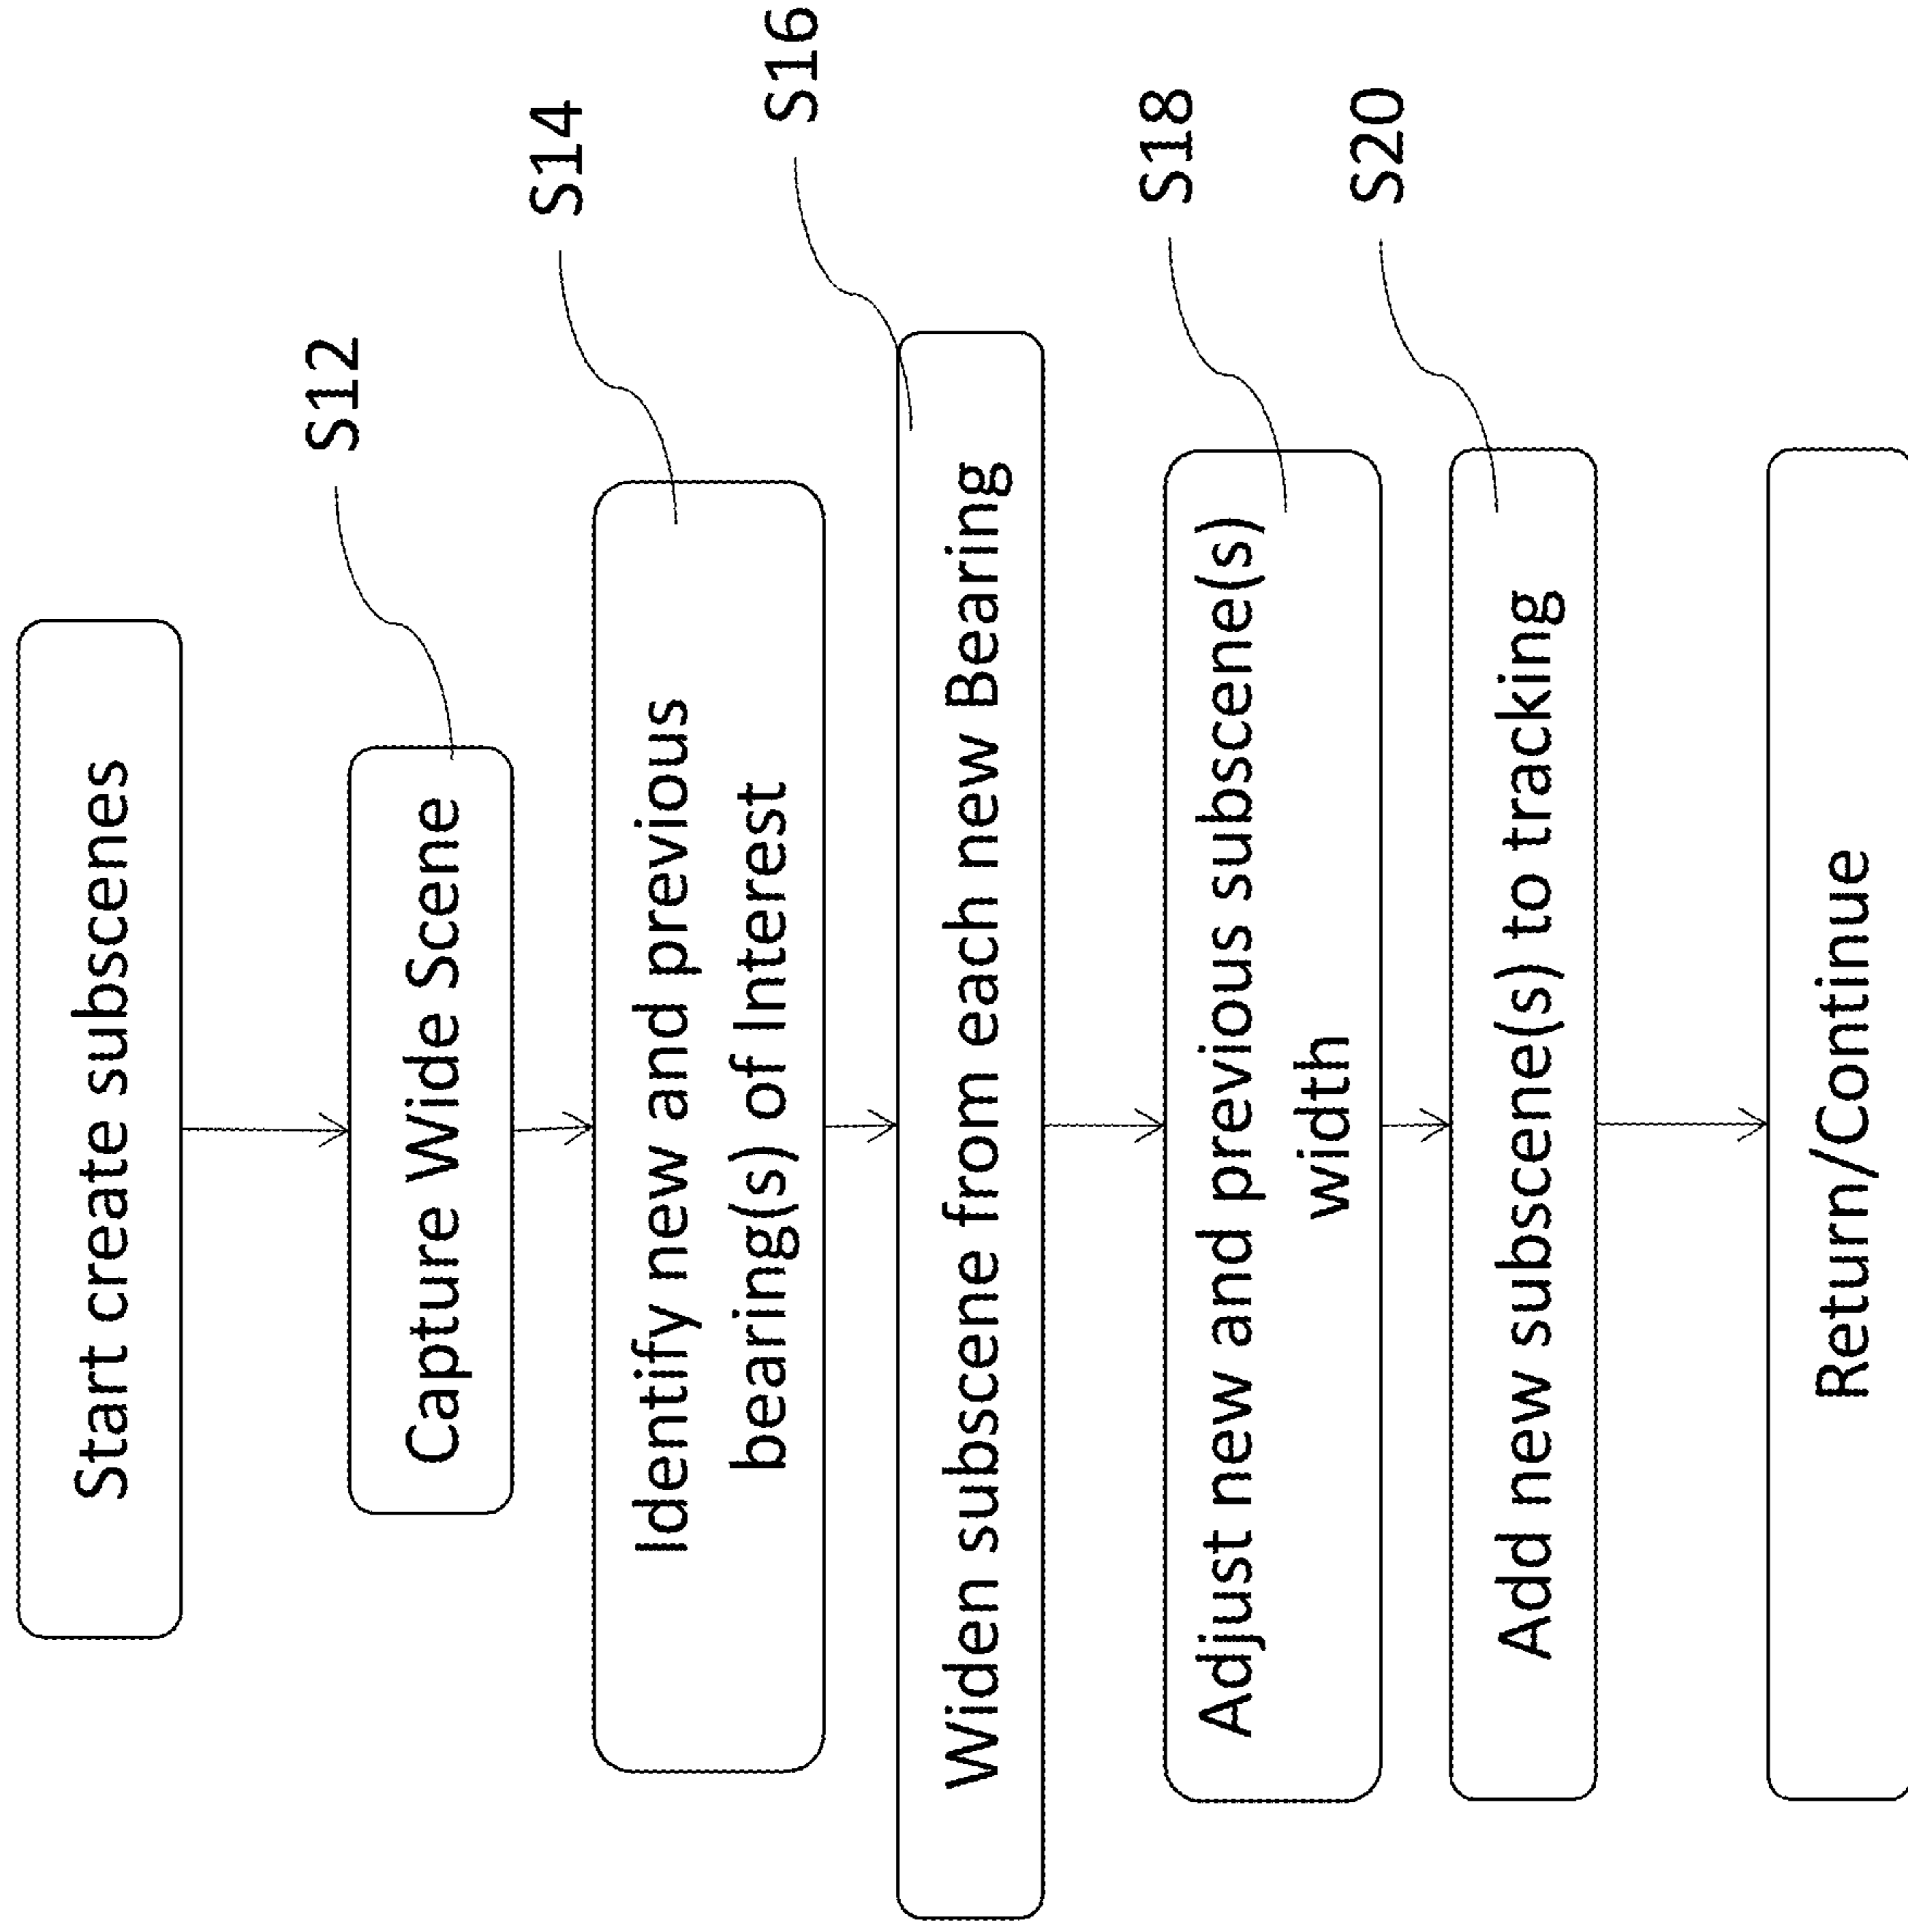 Start create subscenes
S12
Capture Wide Scene
S14
Identify new and previous
bearing(s) of Interest
S16
Widen subscene from each new Bearing
S18
Adjust new and previous subscene(s)
width
S20
Add new subscene(s) to tracking
Return/Continue